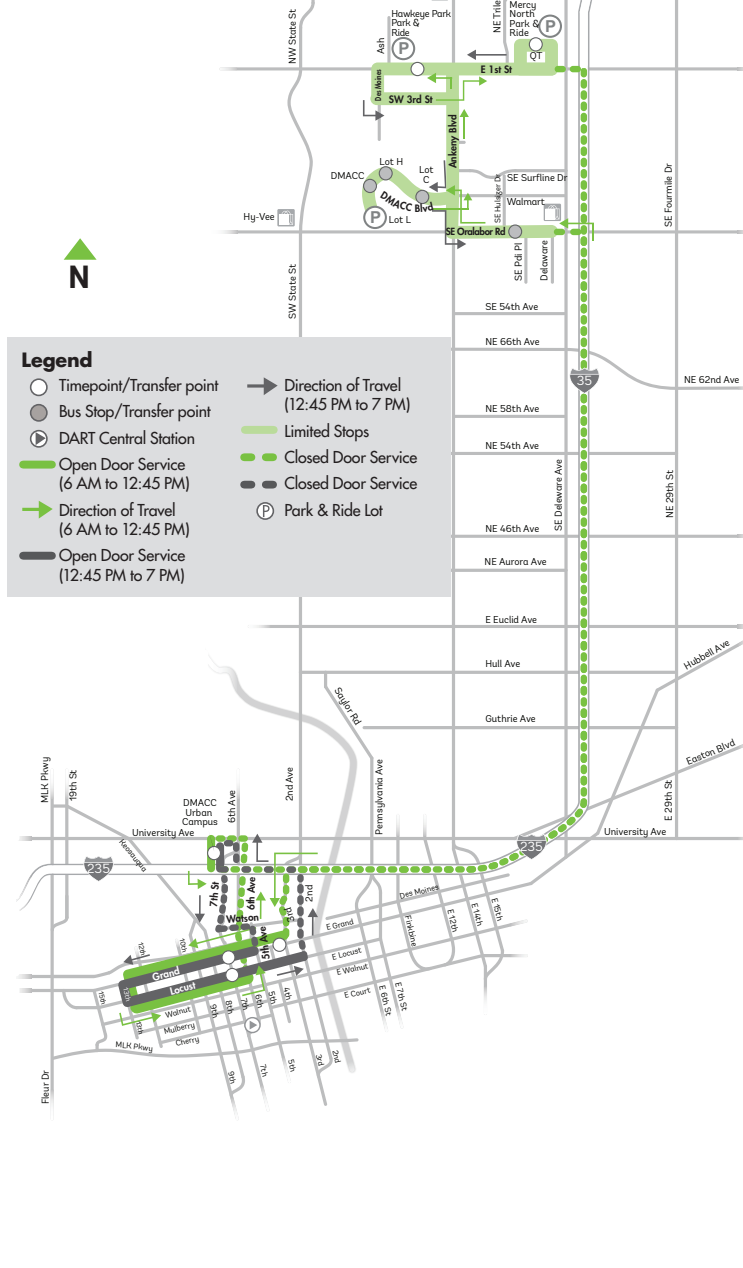 NW State St
Hawkeye Park
Park &
Ride
P
Ash
Mercy
North
Park &
Ride
P
QT
E 1st St
Des Moines
SW 3rd St
Ankeny Blvd
Lot H
DMACC
Lot
C
DMACC Blvd
P
Lot L
SE Surfline Dr
SE Hulsizer Dr
Walmart
Hy-Vee
SE Oralabor Rd
SE Pdi Pl
Delaware
SE Fourmile Dr
N
SW State St
SE 54th Ave
NE 66th Ave
35
NE 62nd Ave
NE 58th Ave
NE 54th Ave
SE Deleware Ave
NE 29th St
NE 46th Ave
NE Aurora Ave
E Euclid Ave
Hull Ave
Hubbell Ave
Saylor Rd
Guthrie Ave
Easton Blvd
Legend
Timepoint/Transfer point
Bus Stop/Transfer point
DART Central Station
Open Door Service
(6 AM to 12:45 PM)
Direction of Travel
(6 AM to 12:45 PM)
Open Door Service
(12:45 PM to 7 PM)
Direction of Travel
(12:45 PM to 7 PM)
Limited Stops
Closed Door Service
Closed Door Service
P
Park & Ride Lot
MLK Pkwy
19th St
DMACC
Urban
Campus
6th Ave
2nd Ave
Pennsylvania Ave
E 29th St
University Ave
University Ave
Keosauqua
235
235
7th St
6th Ave
3rd
2nd
Watson
5th Ave
Des Moines
E Grand
Finkbine
E 12th
E 14th
E 15th
12th
10th
Grand
Locust
E Locust
E Walnut
E Court
E 6th St
E 7th St
15th
13th
10th
Walnut
Mulberry
Cherry
9th
8th
7th
6th
5th
4th
MLK Pkwy
Fleur Dr
9th
7th
5th
3rd
2nd